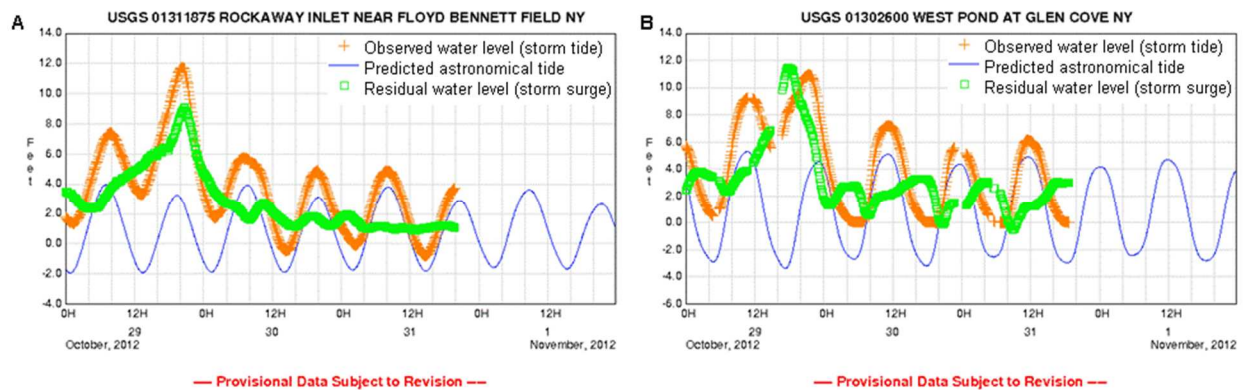 A
USGS 01311875 ROCKAWAY INLET NEAR FLOYD BENNETT FIELD NY
14.0
12.0
10.0
8.0
6.0
4.0
2.0
0.0
-2.0
-4.0
Feet
Observed water level (storm tide)
Predicted astronomical tide
Residual water level (storm surge)
0H 12H 0H 12H 0H 12H 0H 12H
29 30 31 1
October, 2012 November, 2012
— Provisional Data Subject to Revision —
B
USGS 01302600 WEST POND AT GLEN COVE NY
14.0
12.0
10.0
8.0
6.0
4.0
2.0
0.0
-2.0
-4.0
-6.0
Feet
Observed water level (storm tide)
Predicted astronomical tide
Residual water level (storm surge)
0H 12H 0H 12H 0H 12H 0H 12H
29 30 31 1
October, 2012 November, 2012
— Provisional Data Subject to Revision —